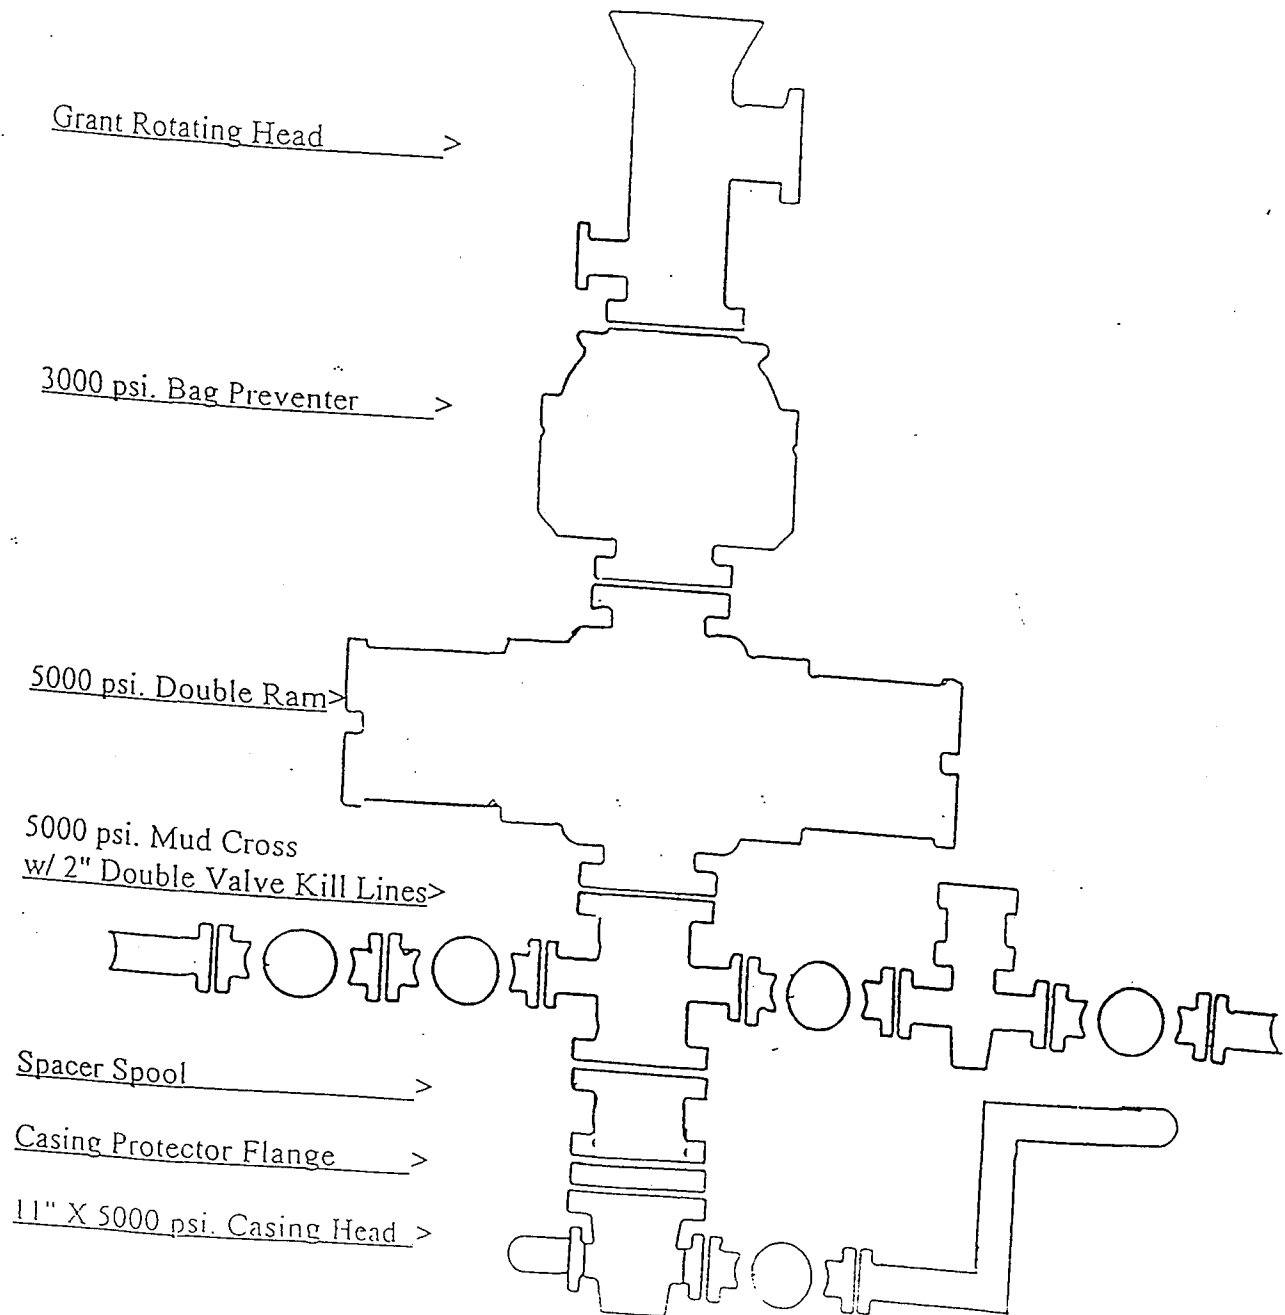 Grant Rotating Head >
3000 psi. Bag Preventer >
5000 psi. Double Ram>
5000 psi. Mud Cross
w/ 2" Double Valve Kill Lines>
Spacer Spool >
Casing Protector Flange >
11" X 5000 psi. Casing Head >